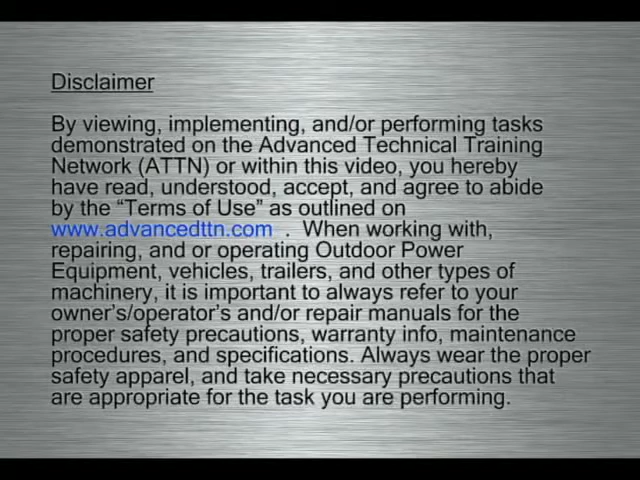 Disclaimer
By viewing, implementing, and/or performing tasks
demonstrated on the Advanced Technical Training
Network (ATTN) or within this video, you hereby
have read, understood, accept, and agree to abide
by the “Terms of Use” as outlined on
www.advancedttn.com . When working with,
repairing, and or operating Outdoor Power
Equipment, vehicles, trailers, and other types of
machinery, it is important to always refer to your
owner's/operator's and/or repair manuals for the
proper safety precautions, warranty info, maintenance
procedures, and specifications. Always wear the proper
safety apparel, and take necessary precautions that
are appropriate for the task you are performing.